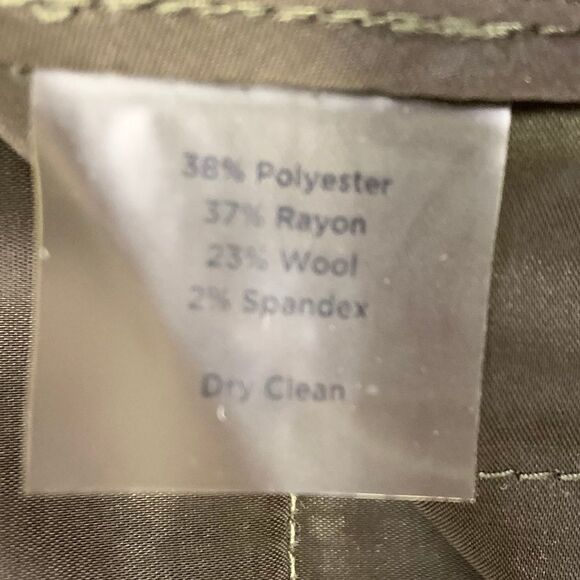 38% Polyester
37% Rayon
23% Wool
2% Spandex
Dry Clean